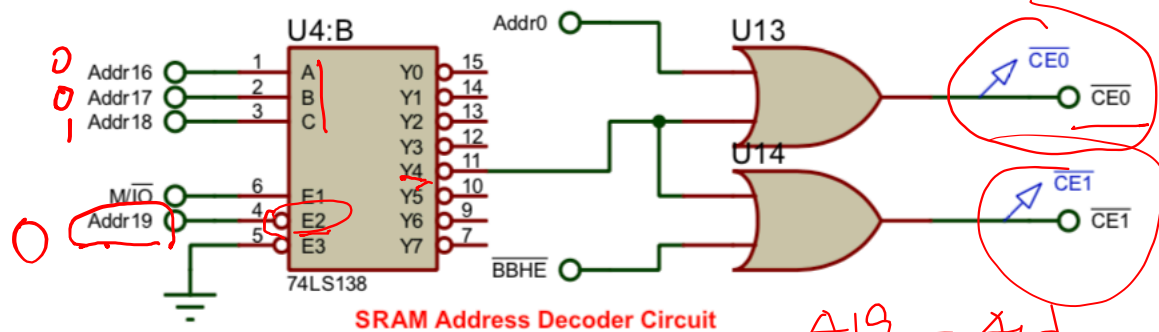 U4:B
Addr0
U13
0 Addr16 1 A Y0 15
0 Addr17 2 B Y1 14
1 Addr18 3 C Y2 13
Y3 12
Y4 11
M/IO 6 E1 Y5 10
0 Addr19 4 E2 Y6 9
5 E3 Y7 7
74LS138
CE0
CE0
U14
CE1
CE1
BBHE
SRAM Address Decoder Circuit
A19